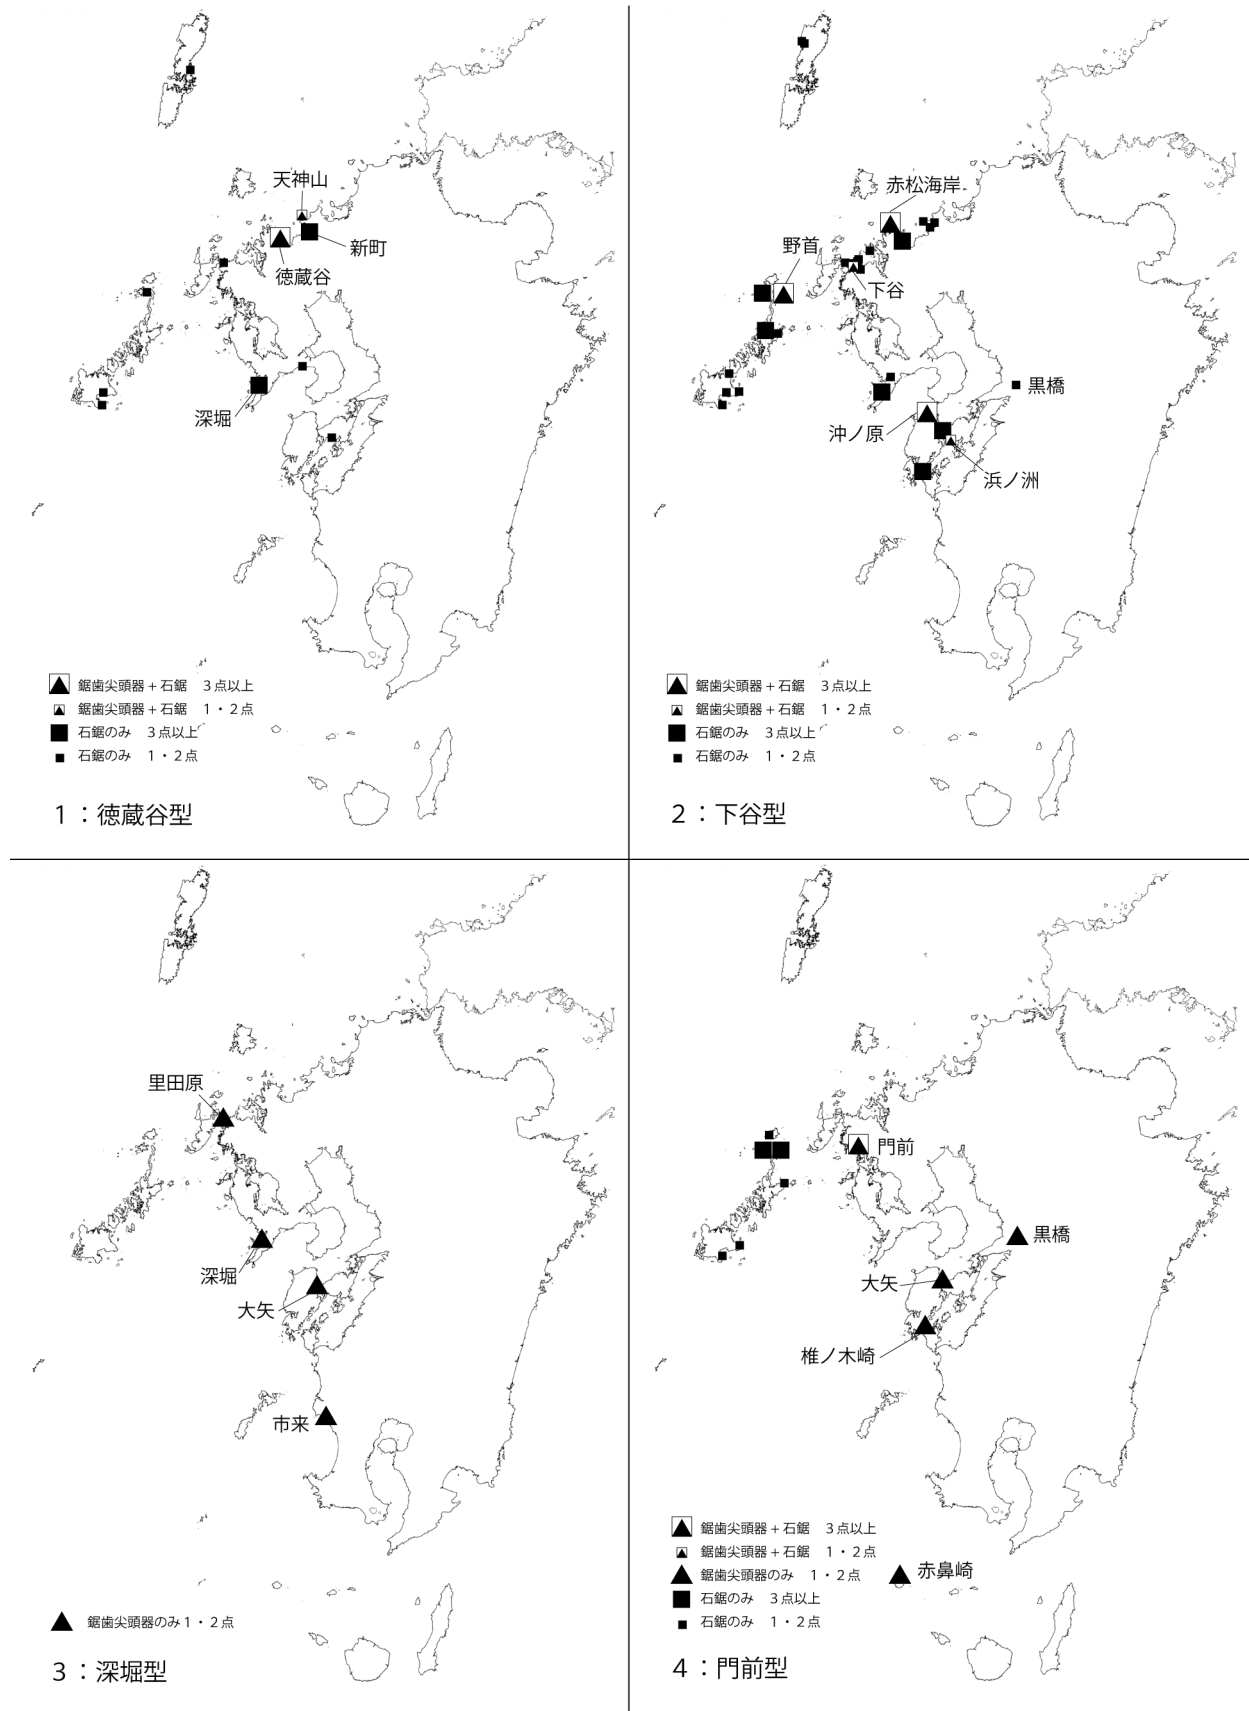 天神山
新町
徳蔵谷
深堀
鋸歯尖頭器+石鋸　3点以上
鋸歯尖頭器+石鋸　1・2点
石鋸のみ　3点以上
石鋸のみ　1・2点
1：徳蔵谷型
赤松海岸
野首
下谷
黒橋
沖ノ原
浜ノ洲
鋸歯尖頭器+石鋸　3点以上
鋸歯尖頭器+石鋸　1・2点
石鋸のみ　3点以上
石鋸のみ　1・2点
2：下谷型
里田原
深堀
大矢
市来
鋸歯尖頭器のみ1・2点
3：深堀型
門前
黒橋
大矢
椎ノ木崎
鋸歯尖頭器+石鋸　3点以上
鋸歯尖頭器+石鋸　1・2点
鋸歯尖頭器のみ　1・2点
赤鼻崎
石鋸のみ　3点以上
石鋸のみ　1・2点
4：門前型